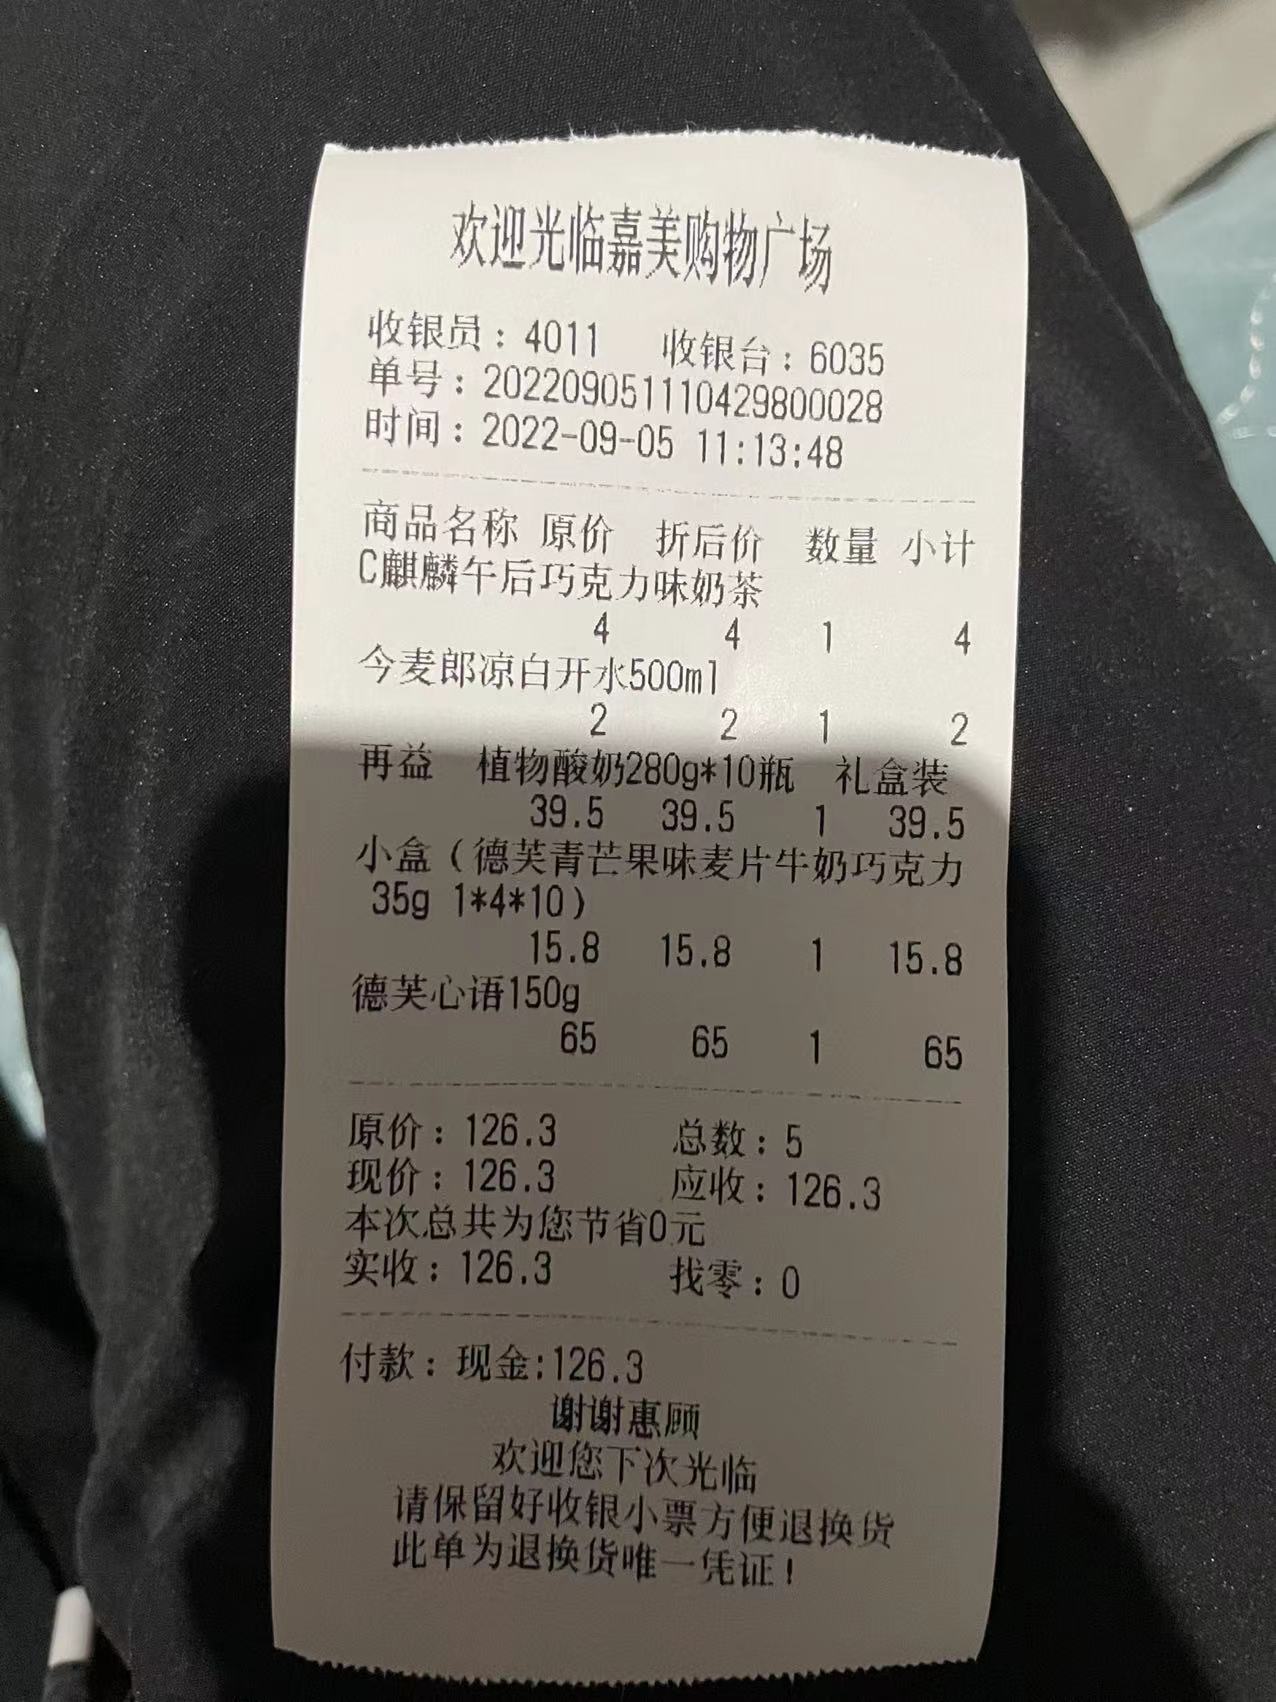 欢迎光临嘉美购物广场
收银员：4011 收银台：6035
单号：2022090511110429800028
时间：2022-09-05 11:13:48
商品名称 原价 折后价 数量 小计
C麒麟午后巧克力味奶茶
4 4 1 4
今麦郎凉白开水500ml
2 2 1 2
再益 植物酸奶280g*10瓶 礼盒装
39.5 39.5 1 39.5
小盒（德芙青芒果味麦片牛奶巧克力
35g 1*4*10）
15.8 15.8 1 15.8
德芙心语150g
65 65 1 65
原价：126.3 总数：5
现价：126.3 应收：126.3
本次总共为您节省0元
实收：126.3 找零：0
付款：现金:126.3
谢谢惠顾
欢迎您下次光临
请保留好收银小票方便退换货
此单为退换货唯一凭证！